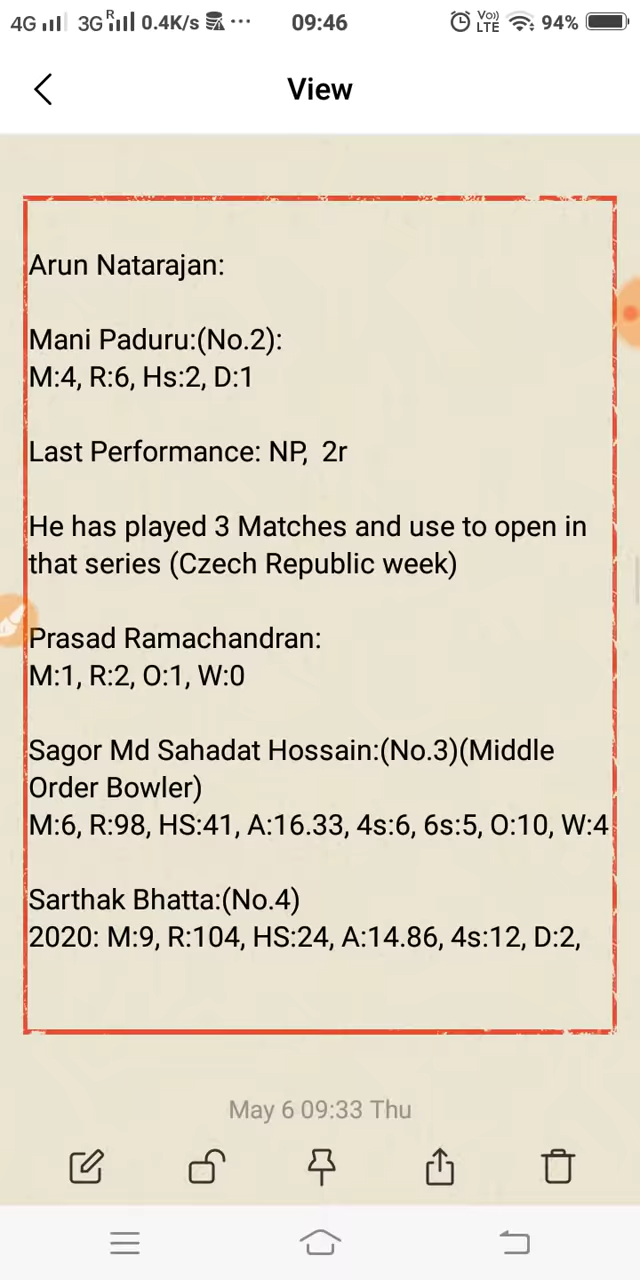 4G 3G R 0.4K/s ... 09:46 Vo) LTE 94%
View
Arun Natarajan:
Mani Paduru:(No.2):
M:4, R:6, Hs:2, D:1
Last Performance: NP,  2r
He has played 3 Matches and use to open in
that series (Czech Republic week)
Prasad Ramachandran:
M:1, R:2, O:1, W:0
Sagor Md Sahadat Hossain:(No.3)(Middle
Order Bowler)
M:6, R:98, HS:41, A:16.33, 4s:6, 6s:5, O:10, W:4
Sarthak Bhatta:(No.4)
2020: M:9, R:104, HS:24, A:14.86, 4s:12, D:2,
May 6 09:33 Thu